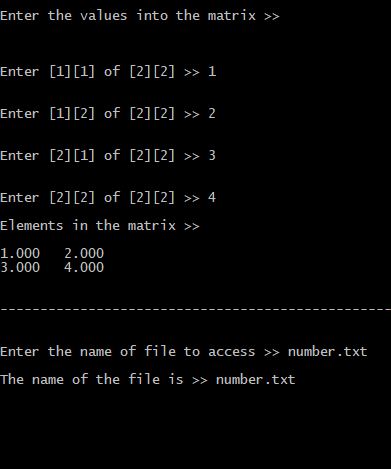 Enter the values into the matrix >>
Enter [1][1] of [2][2] >> 1
Enter [1][2] of [2][2] >> 2
Enter [2][1] of [2][2] >> 3
Enter [2][2] of [2][2] >> 4
Elements in the matrix >>
1.000   2.000
3.000   4.000
-------------------------------------------------
Enter the name of file to access >> number.txt
The name of the file is >> number.txt